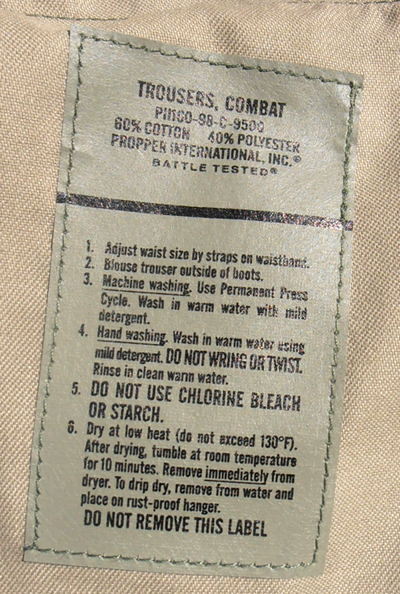 TROUSERS, COMBAT
PI1C0-98-C-9500
60% COTTON 40% POLYESTER
PROPPER INTERNATIONAL, INC.®
BATTLE TESTED®
1. Adjust waist size by straps on waistband.
2. Blouse trouser outside of boots.
3. Machine washing. Use Permanent Press
Cycle. Wash in warm water with mild
detergent.
4. Hand washing. Wash in warm water using
mild detergent. DO NOT WRING OR TWIST.
Rinse in clean warm water.
5. DO NOT USE CHLORINE BLEACH
OR STARCH.
6. Dry at low heat (do not exceed 130°F).
After drying, tumble at room temperature
for 10 minutes. Remove immediately from
dryer. To drip dry, remove from water and
place on rust-proof hanger.
DO NOT REMOVE THIS LABEL